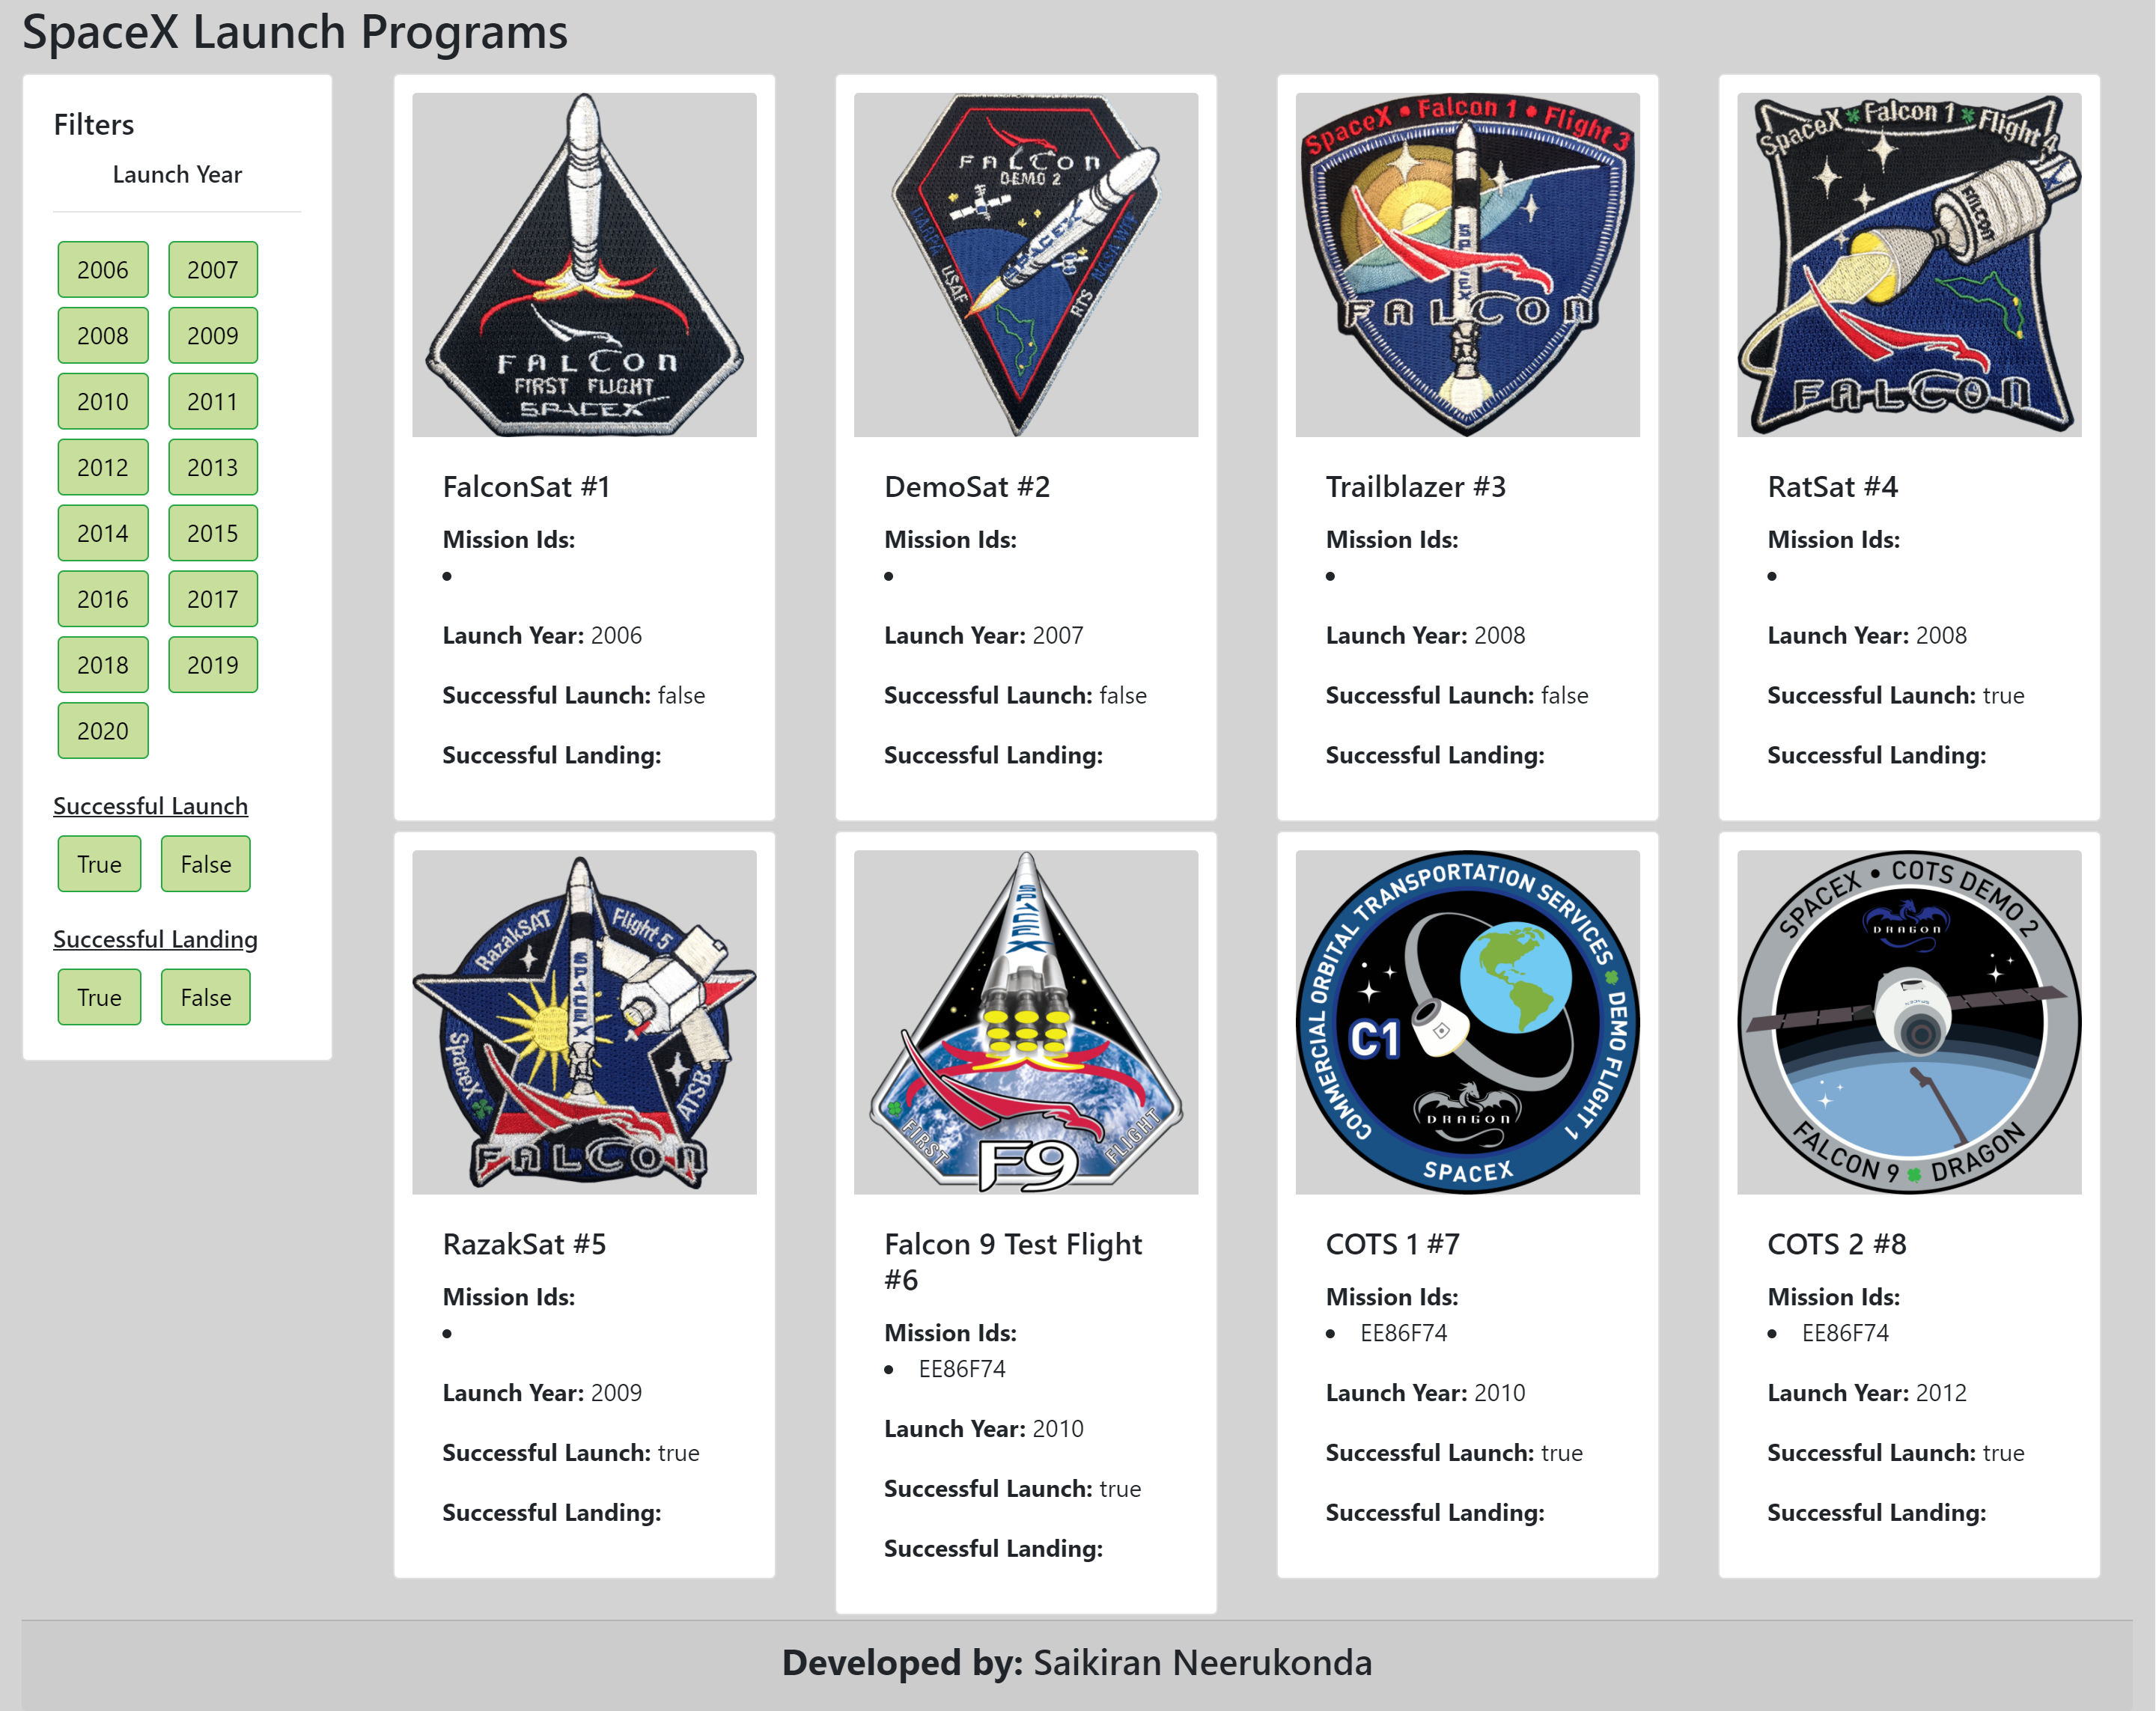 SpaceX Launch Programs
Filters
Launch Year
2006 2007
2008 2009
2010 2011
2012 2013
2014 2015
2016 2017
2018 2019
2020
Successful Launch
True False
Successful Landing
True False
FALCON
FIRST FLIGHT
SPACEX
FalconSat #1
Mission Ids:
Launch Year: 2006
Successful Launch: false
Successful Landing:
FALCON
DEMO 2
SPACEX
DARPA USAF
RTS NASA WFF
DemoSat #2
Mission Ids:
Launch Year: 2007
Successful Launch: false
Successful Landing:
SpaceX • Falcon 1 • Flight 3
SPACEX
FALCON
Trailblazer #3
Mission Ids:
Launch Year: 2008
Successful Launch: false
Successful Landing:
SpaceX Falcon 1 Flight 4
FALCON
FALCON
RatSat #4
Mission Ids:
Launch Year: 2008
Successful Launch: true
Successful Landing:
RazakSAT Flight 5
SPACEX
SpaceX
ATSB
FALCON
RazakSat #5
Mission Ids:
Launch Year: 2009
Successful Launch: true
Successful Landing:
SPACEX
FIRST FLIGHT
F9
Falcon 9 Test Flight
#6
Mission Ids:
EE86F74
Launch Year: 2010
Successful Launch: true
Successful Landing:
COMMERCIAL ORBITAL TRANSPORTATION SERVICES DEMO FLIGHT 1
C1
DRAGON
SPACEX
COTS 1 #7
Mission Ids:
EE86F74
Launch Year: 2010
Successful Launch: true
Successful Landing:
SPACEX • COTS DEMO 2
DRAGON
FALCON 9 DRAGON
COTS 2 #8
Mission Ids:
EE86F74
Launch Year: 2012
Successful Launch: true
Successful Landing:
Developed by: Saikiran Neerukonda